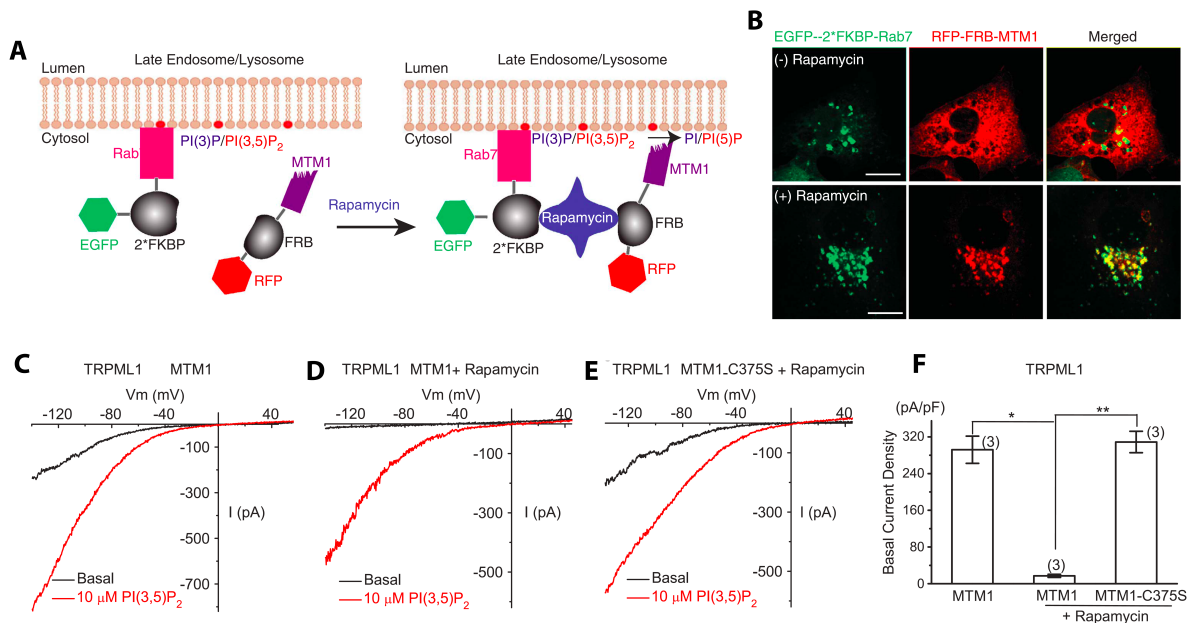 A
Late Endosome/Lysosome
Lumen
Cytosol
Rab
PI(3)P/PI(3,5)P2
MTM1
EGFP
2*FKBP
FRB
RFP
Rapamycin
Late Endosome/Lysosome
Lumen
Cytosol
Rab7
PI(3)P/PI(3,5)P2
PI/PI(5)P
MTM1
Rapamycin
EGFP
2*FKBP
FRB
RFP
B
EGFP--2*FKBP-Rab7
RFP-FRB-MTM1
Merged
(-) Rapamycin
(+) Rapamycin
C
TRPML1 MTM1
Vm (mV)
-120 -80 -40 40
-100
-300
-500
-700
I (pA)
Basal
10 μM PI(3,5)P2
D
TRPML1 MTM1+ Rapamycin
Vm (mV)
-120 -80 -40 40
-100
-300
-500
I (pA)
Basal
10 μM PI(3,5)P2
E
TRPML1 MTM1-C375S + Rapamycin
Vm (mV)
-120 -80 -40 40
-100
-300
-500
I (pA)
Basal
10 μM PI(3,5)P2
F
TRPML1
(pA/pF)
Basal Current Density
320
240
160
80
0
* **
(3) (3) (3)
MTM1 MTM1 MTM1-C375S
+ Rapamycin